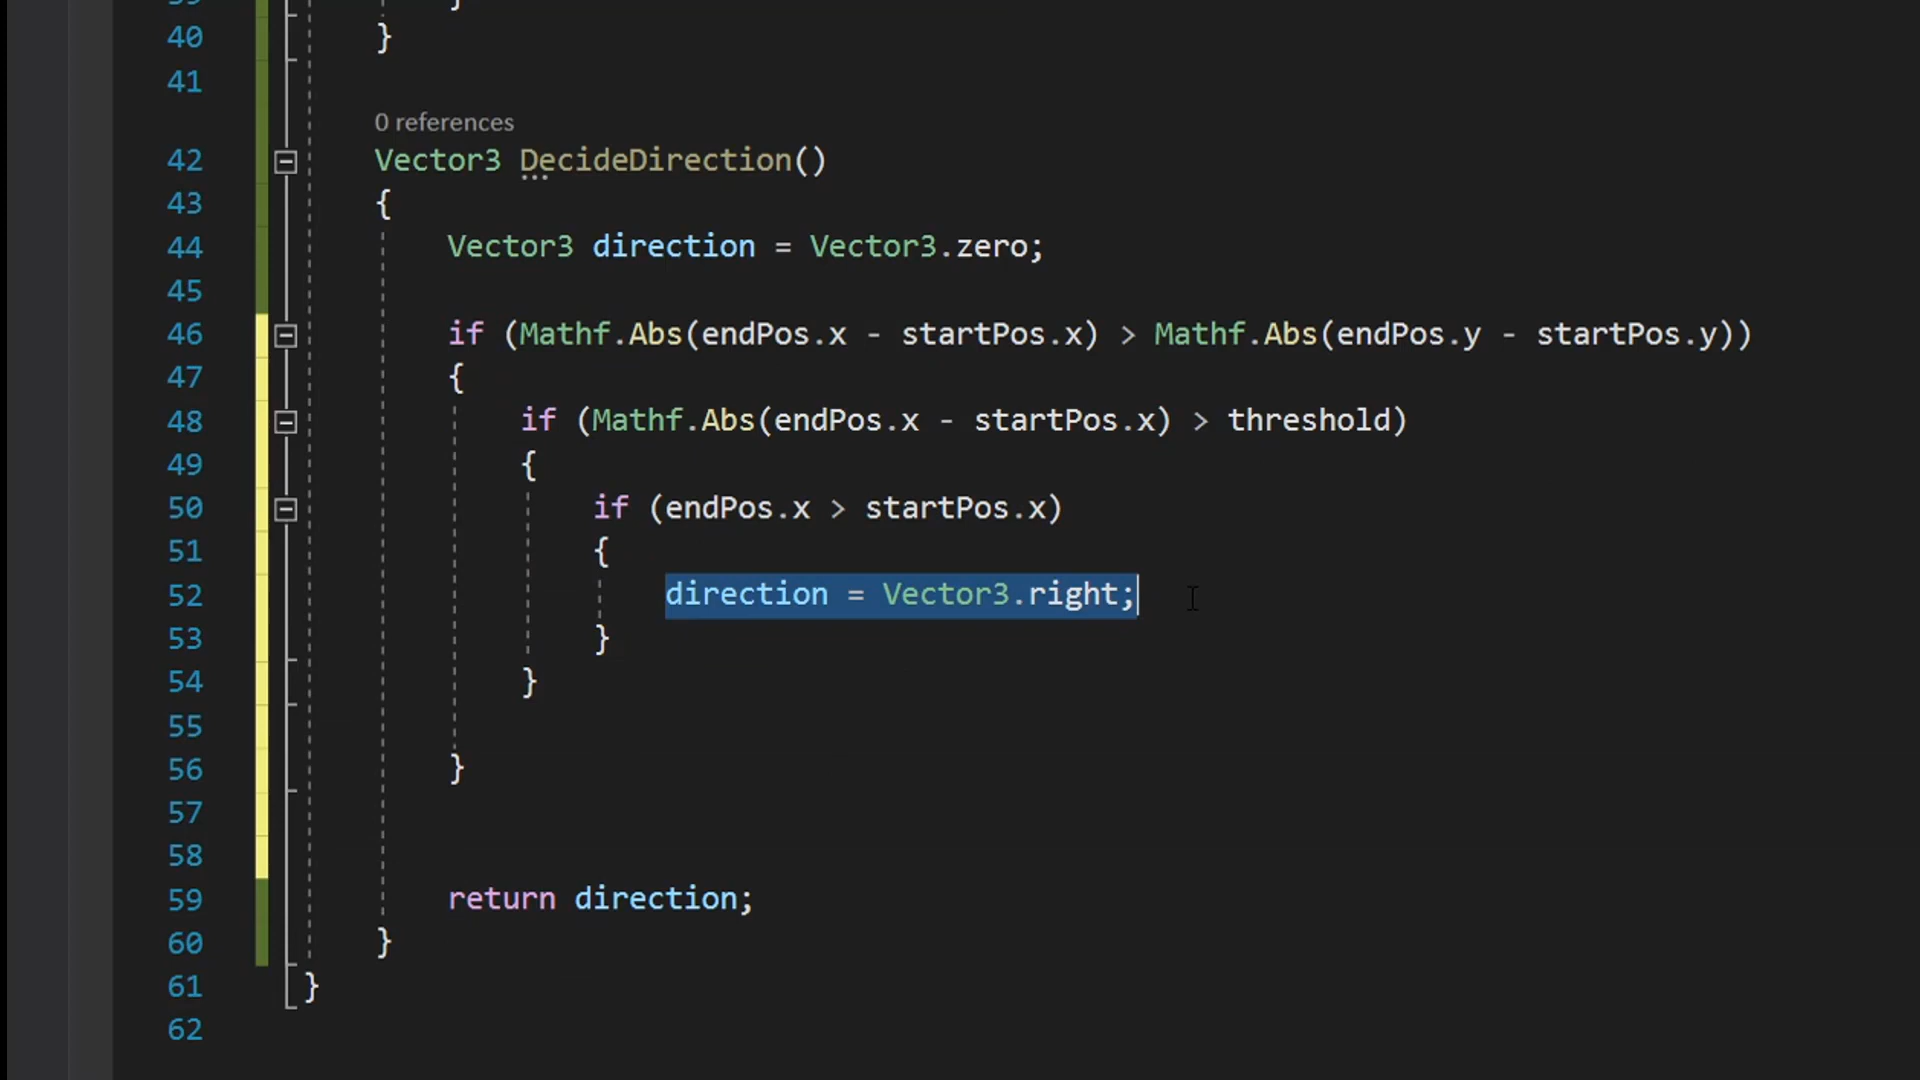 40 }
41
0 references
42 Vector3 DecideDirection()
43 {
44 Vector3 direction = Vector3.zero;
45
46 if (Mathf.Abs(endPos.x - startPos.x) > Mathf.Abs(endPos.y - startPos.y))
47 {
48 if (Mathf.Abs(endPos.x - startPos.x) > threshold)
49 {
50 if (endPos.x > startPos.x)
51 {
52 direction = Vector3.right;
53 }
54 }
55
56 }
57
58
59 return direction;
60 }
61 }
62